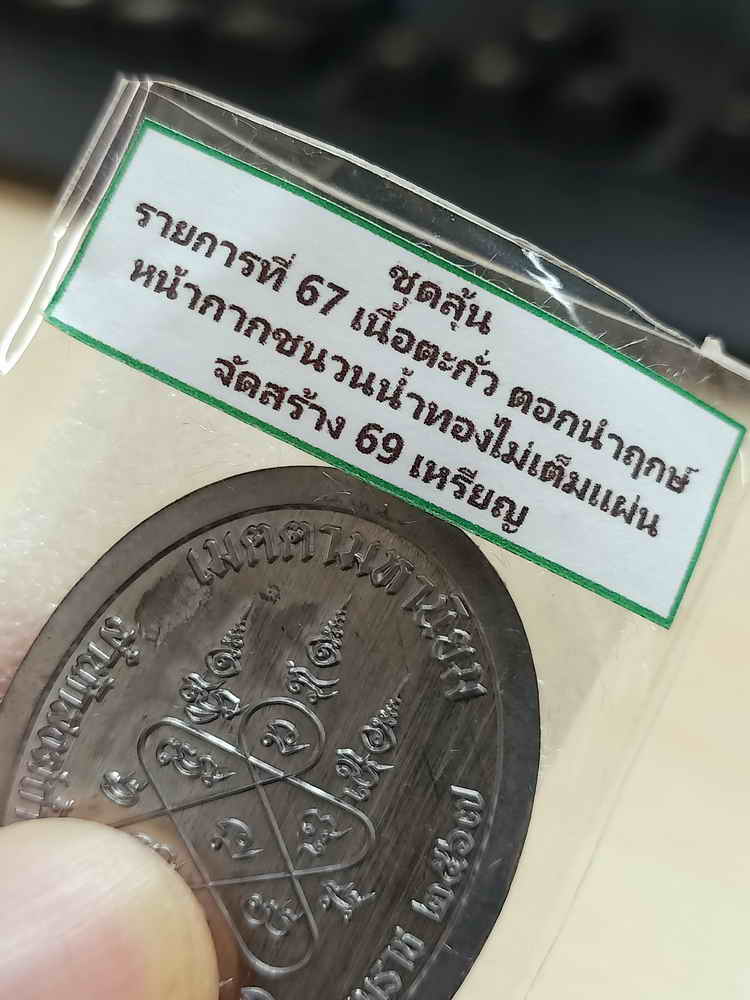 ชุดลุ้น
รายการที่ 67 เนื้อตะกั่ว ตอกนำฤกษ์
หน้ากากชนวนน้ำทองไม่เต็มแผ่น
จัดสร้าง 69 เหรียญ
เมตตามหานิยม
๒๕๖๗